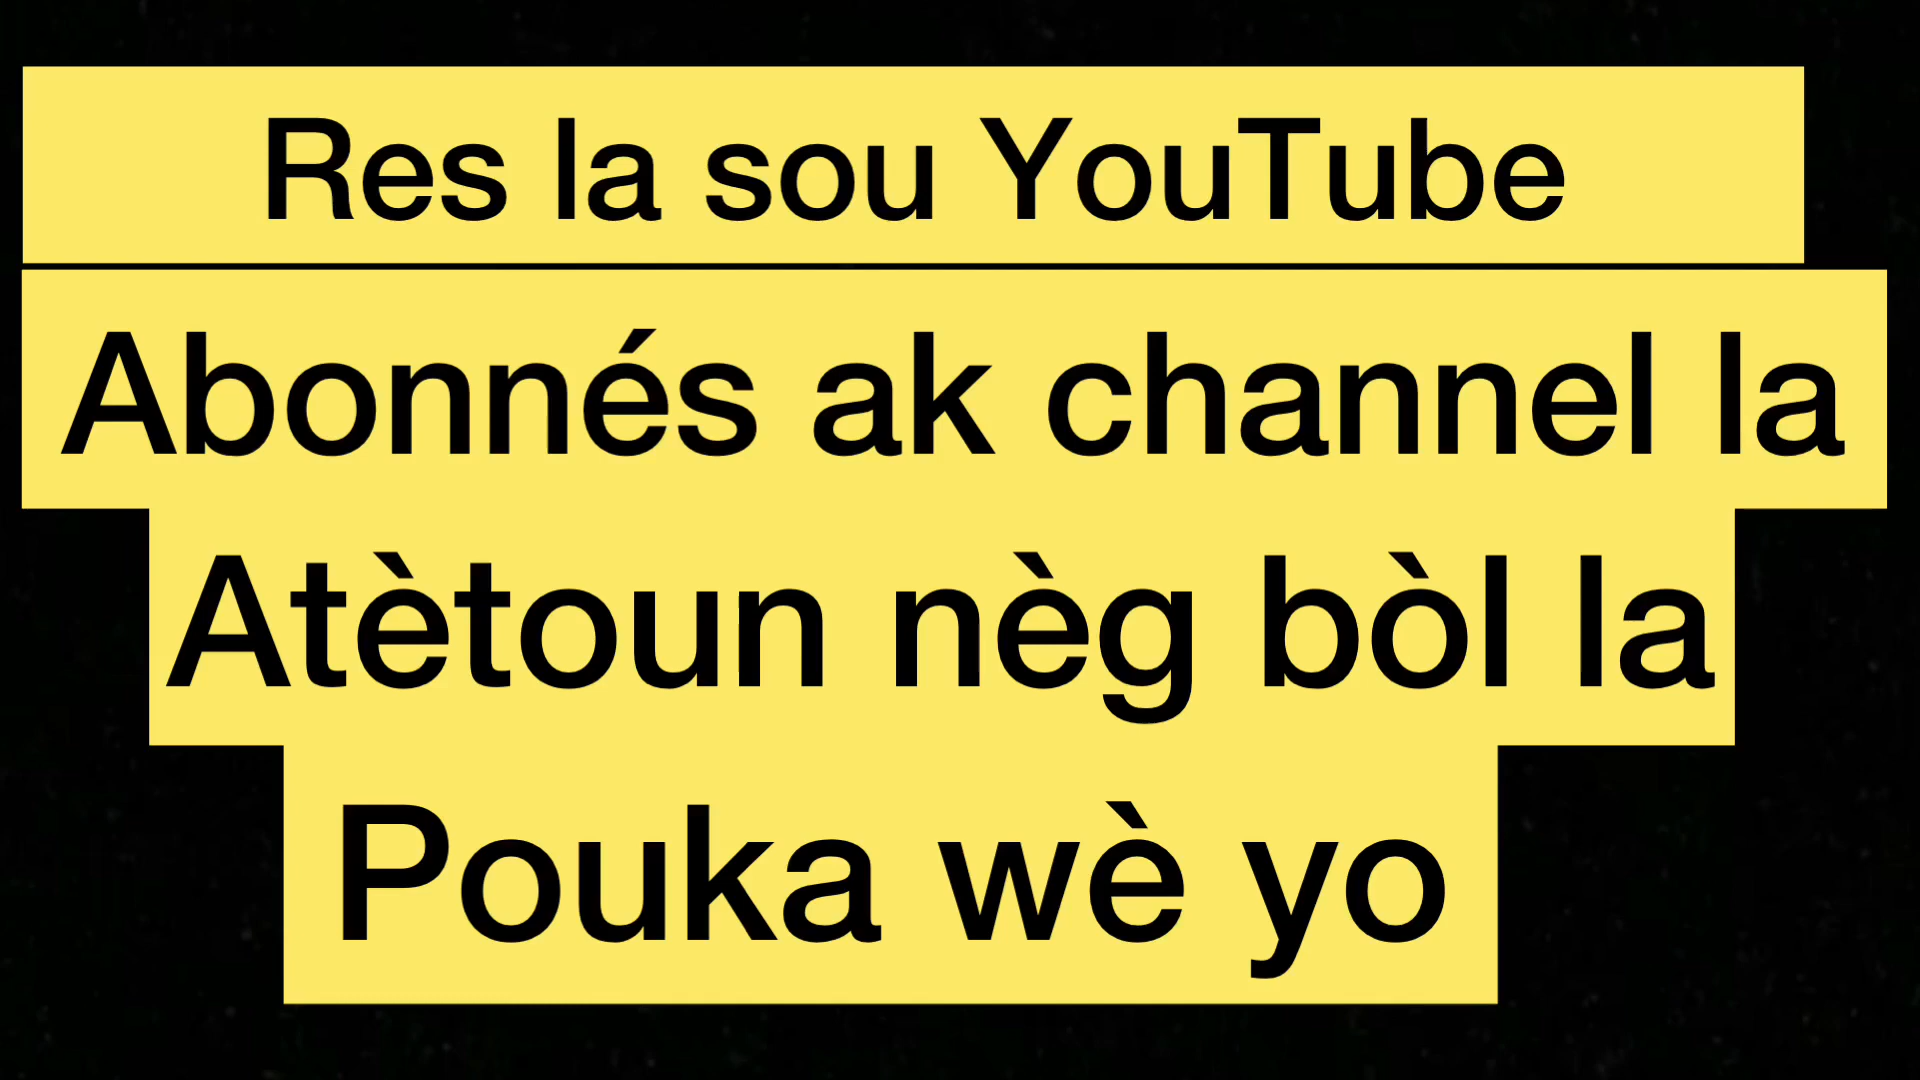 Res la sou YouTube
Abonnés ak channel la
Atètoun nèg bòl la
Pouka wè yo